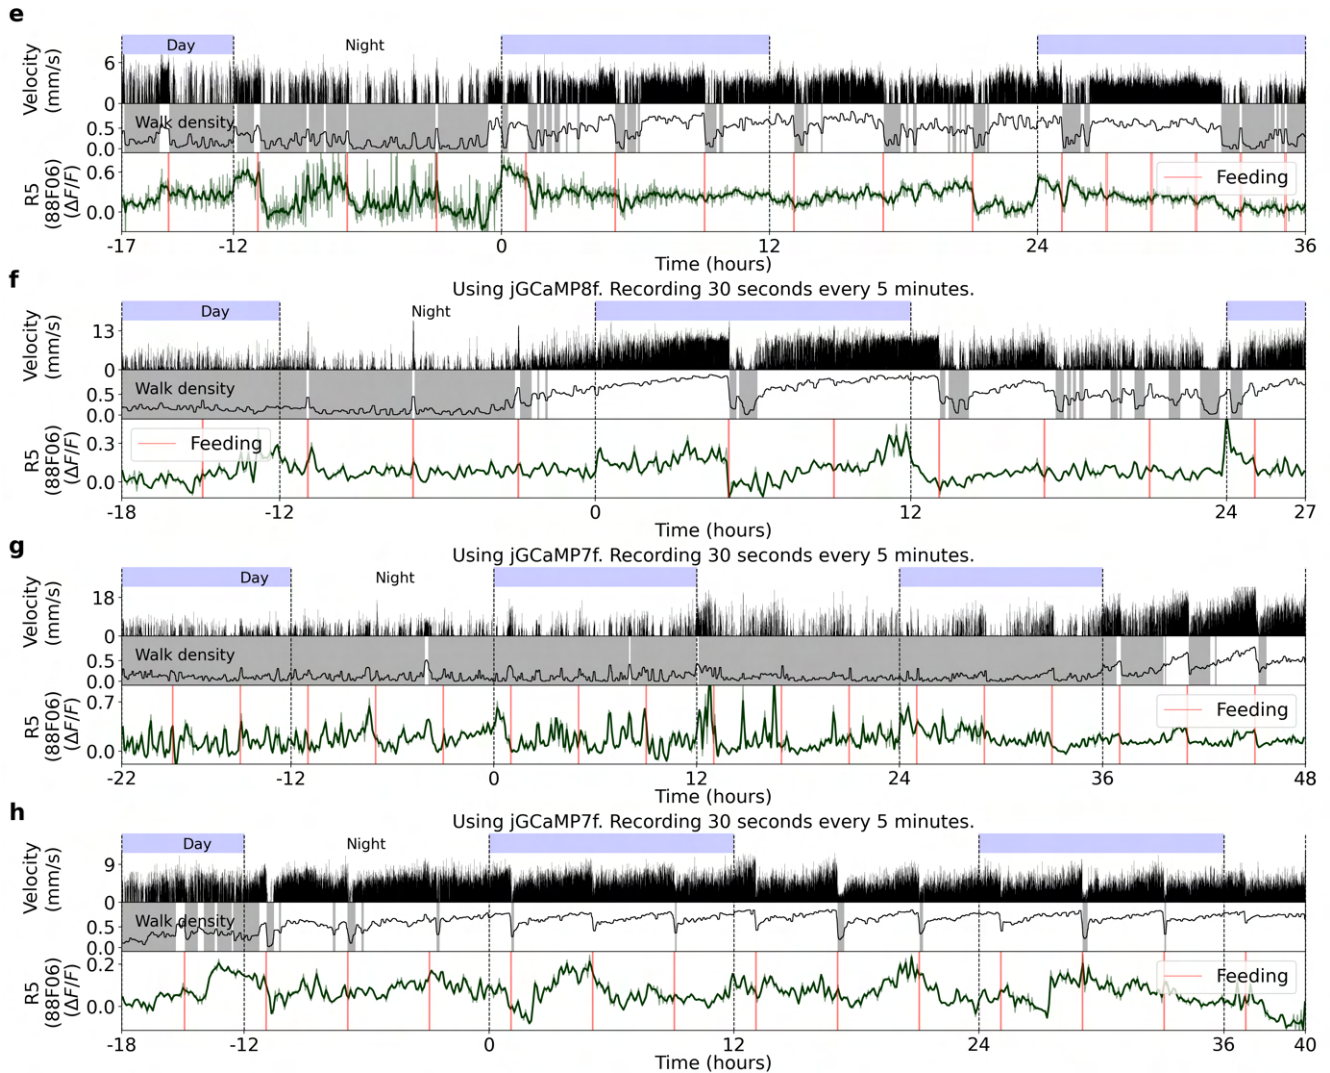 e
Day Night
Velocity
(mm/s)
6
0
Walk density
0.5
0.0
R5
(88F06)
(ΔF/F)
0.6
0.0
Feeding
-17 -12 0 12 24 36
Time (hours)
f
Using jGCaMP8f. Recording 30 seconds every 5 minutes.
Day Night
Velocity
(mm/s)
13
0
Walk density
0.5
0.0
R5
(88F06)
(ΔF/F)
0.3
0.0
Feeding
-18 -12 0 12 24 27
Time (hours)
g
Using jGCaMP7f. Recording 30 seconds every 5 minutes.
Day Night
Velocity
(mm/s)
18
0
Walk density
0.5
0.0
R5
(88F06)
(ΔF/F)
0.7
0.0
Feeding
-22 -12 0 12 24 36 48
Time (hours)
h
Using jGCaMP7f. Recording 30 seconds every 5 minutes.
Day Night
Velocity
(mm/s)
9
0
Walk density
0.5
0.0
R5
(88F06)
(ΔF/F)
0.2
0.0
Feeding
-18 -12 0 12 24 36 40
Time (hours)